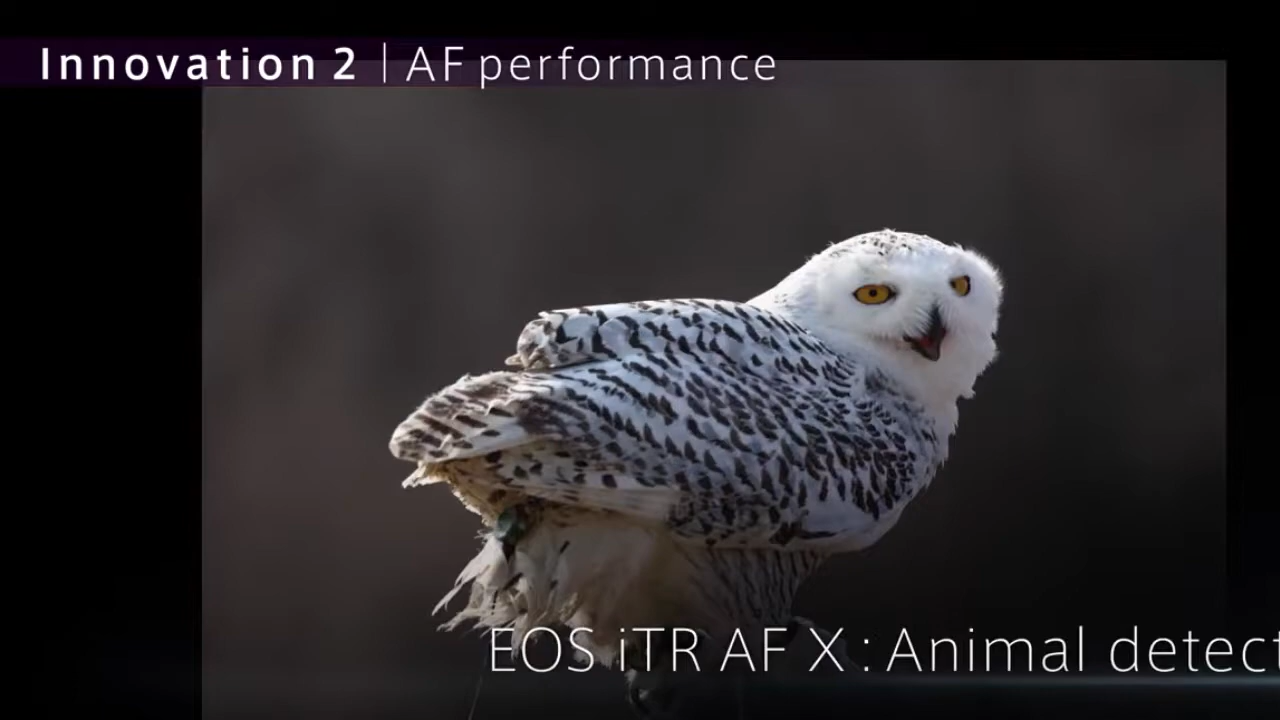 Innovation 2 | AF performance
EOS iTR AF X : Animal detect